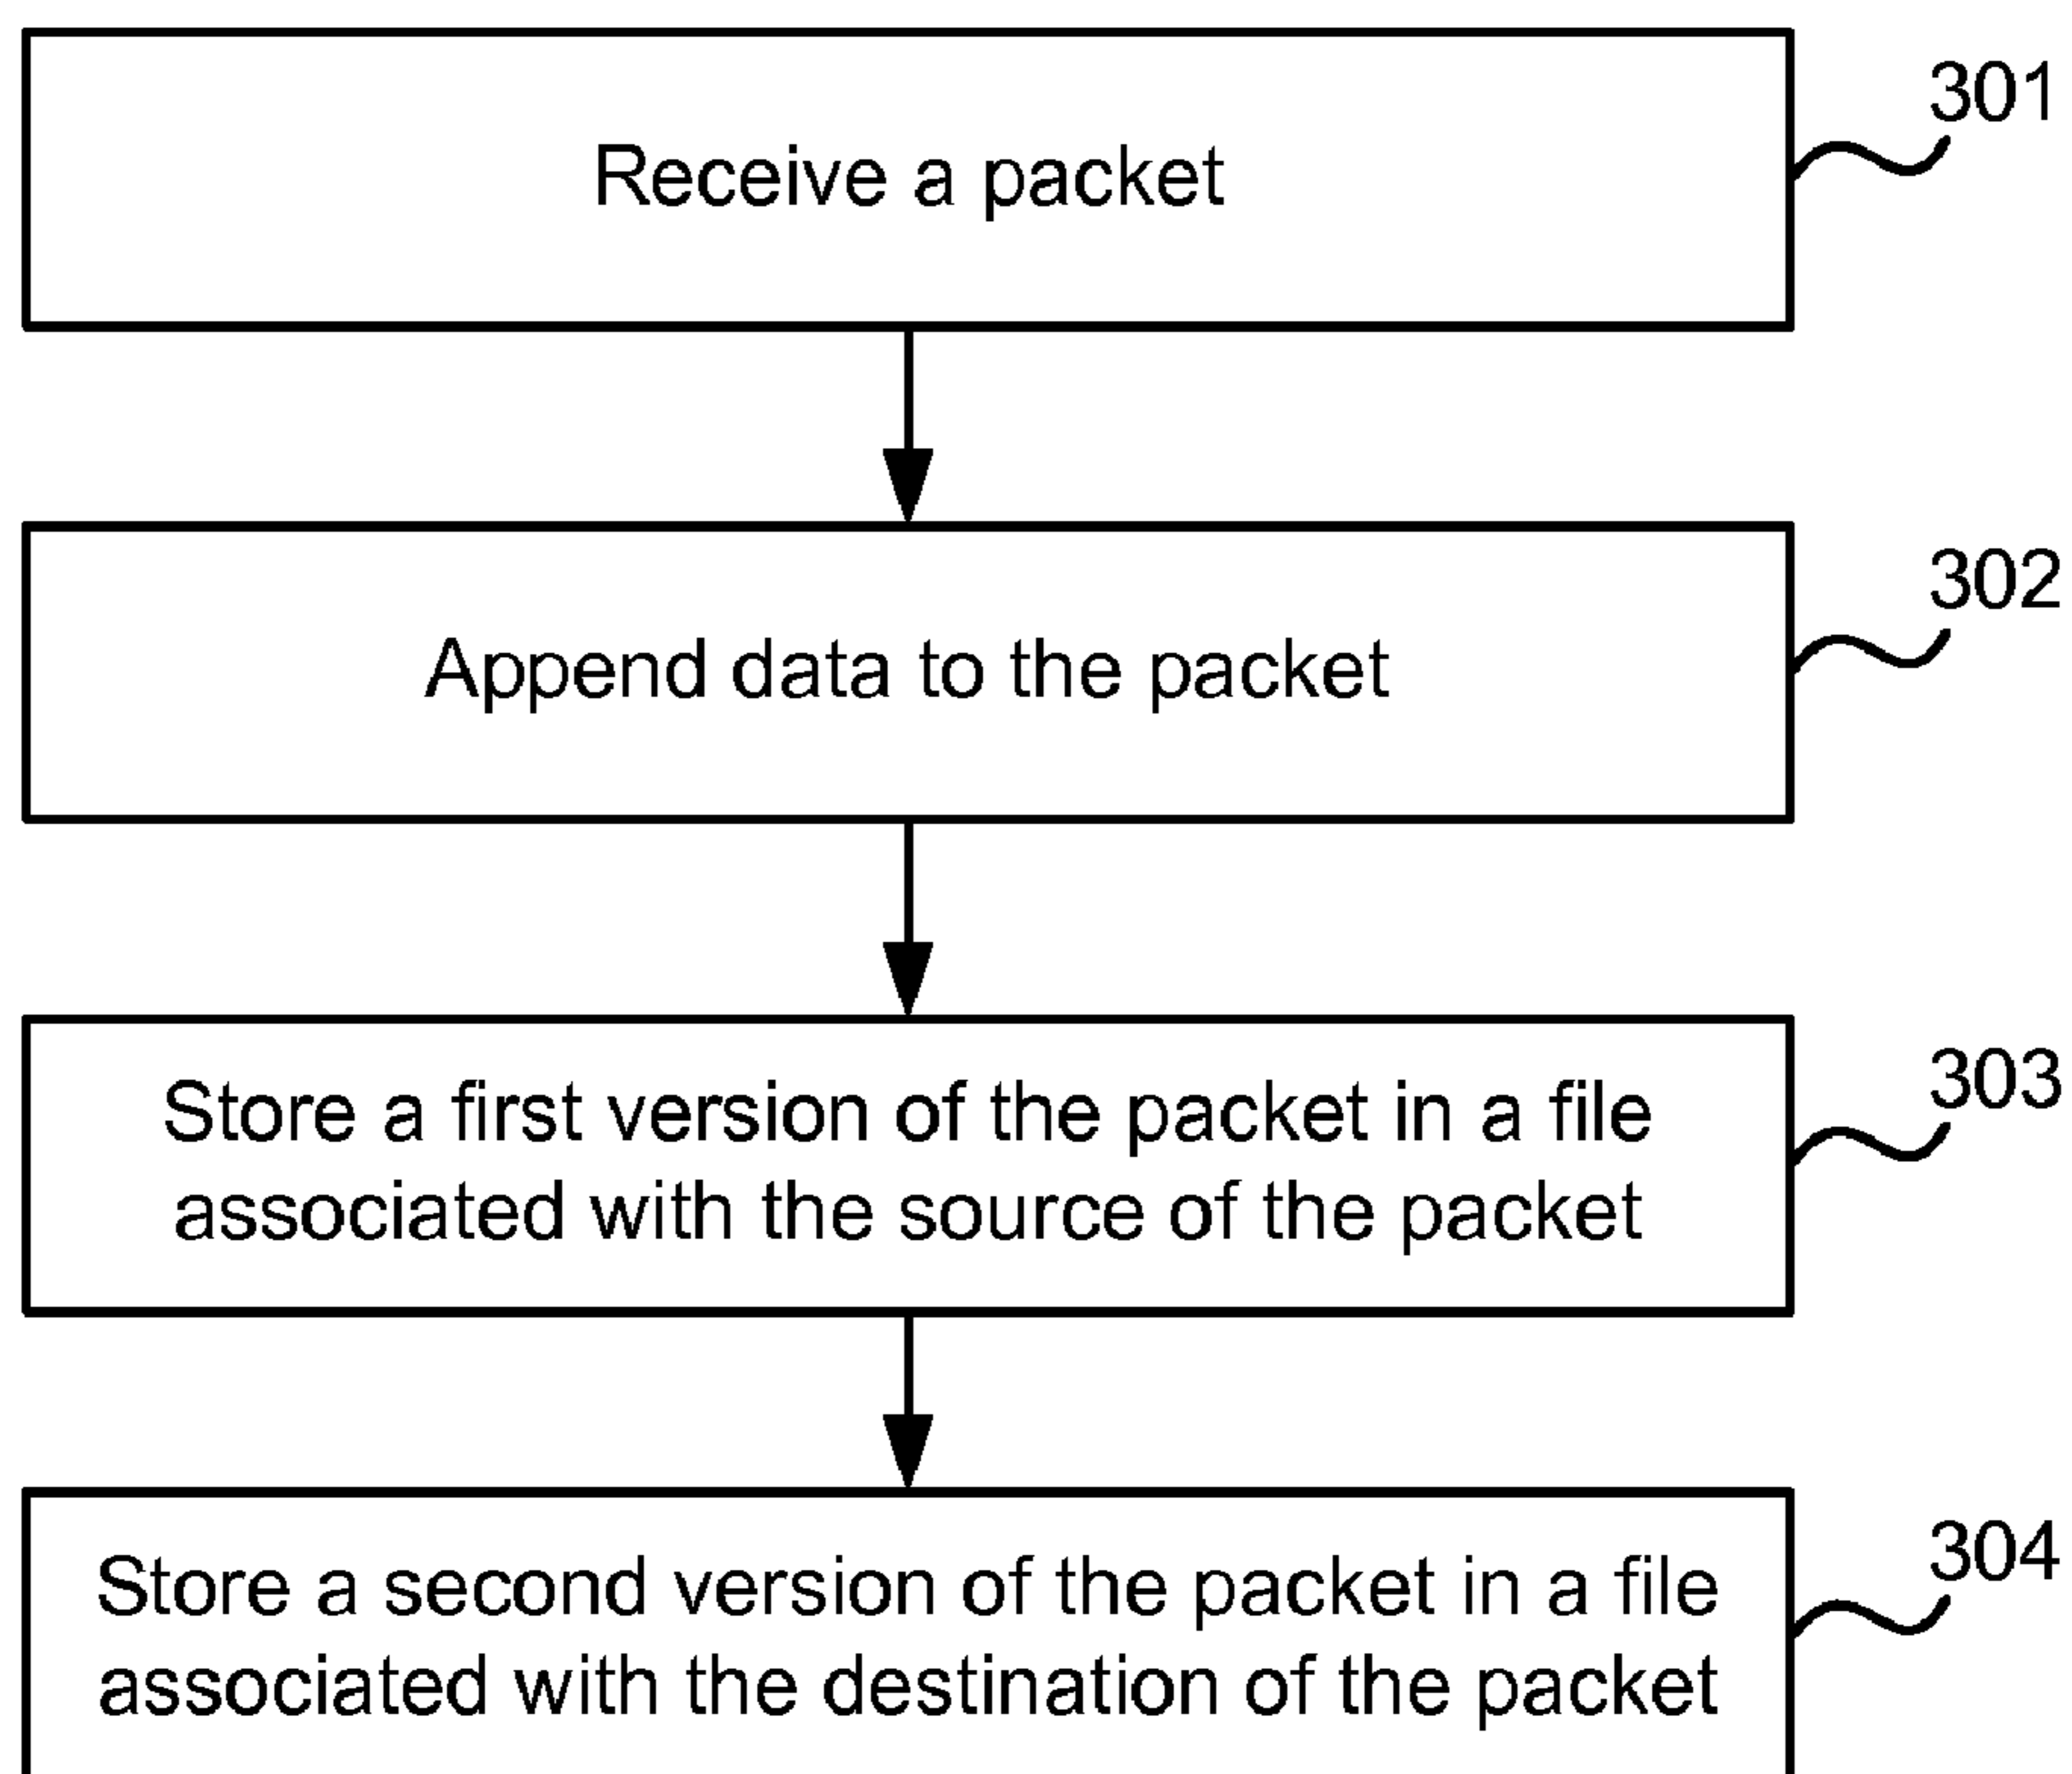 301
Receive a packet
302
Append data to the packet
303
Store a first version of the packet in a file
associated with the source of the packet
304
Store a second version of the packet in a file
associated with the destination of the packet